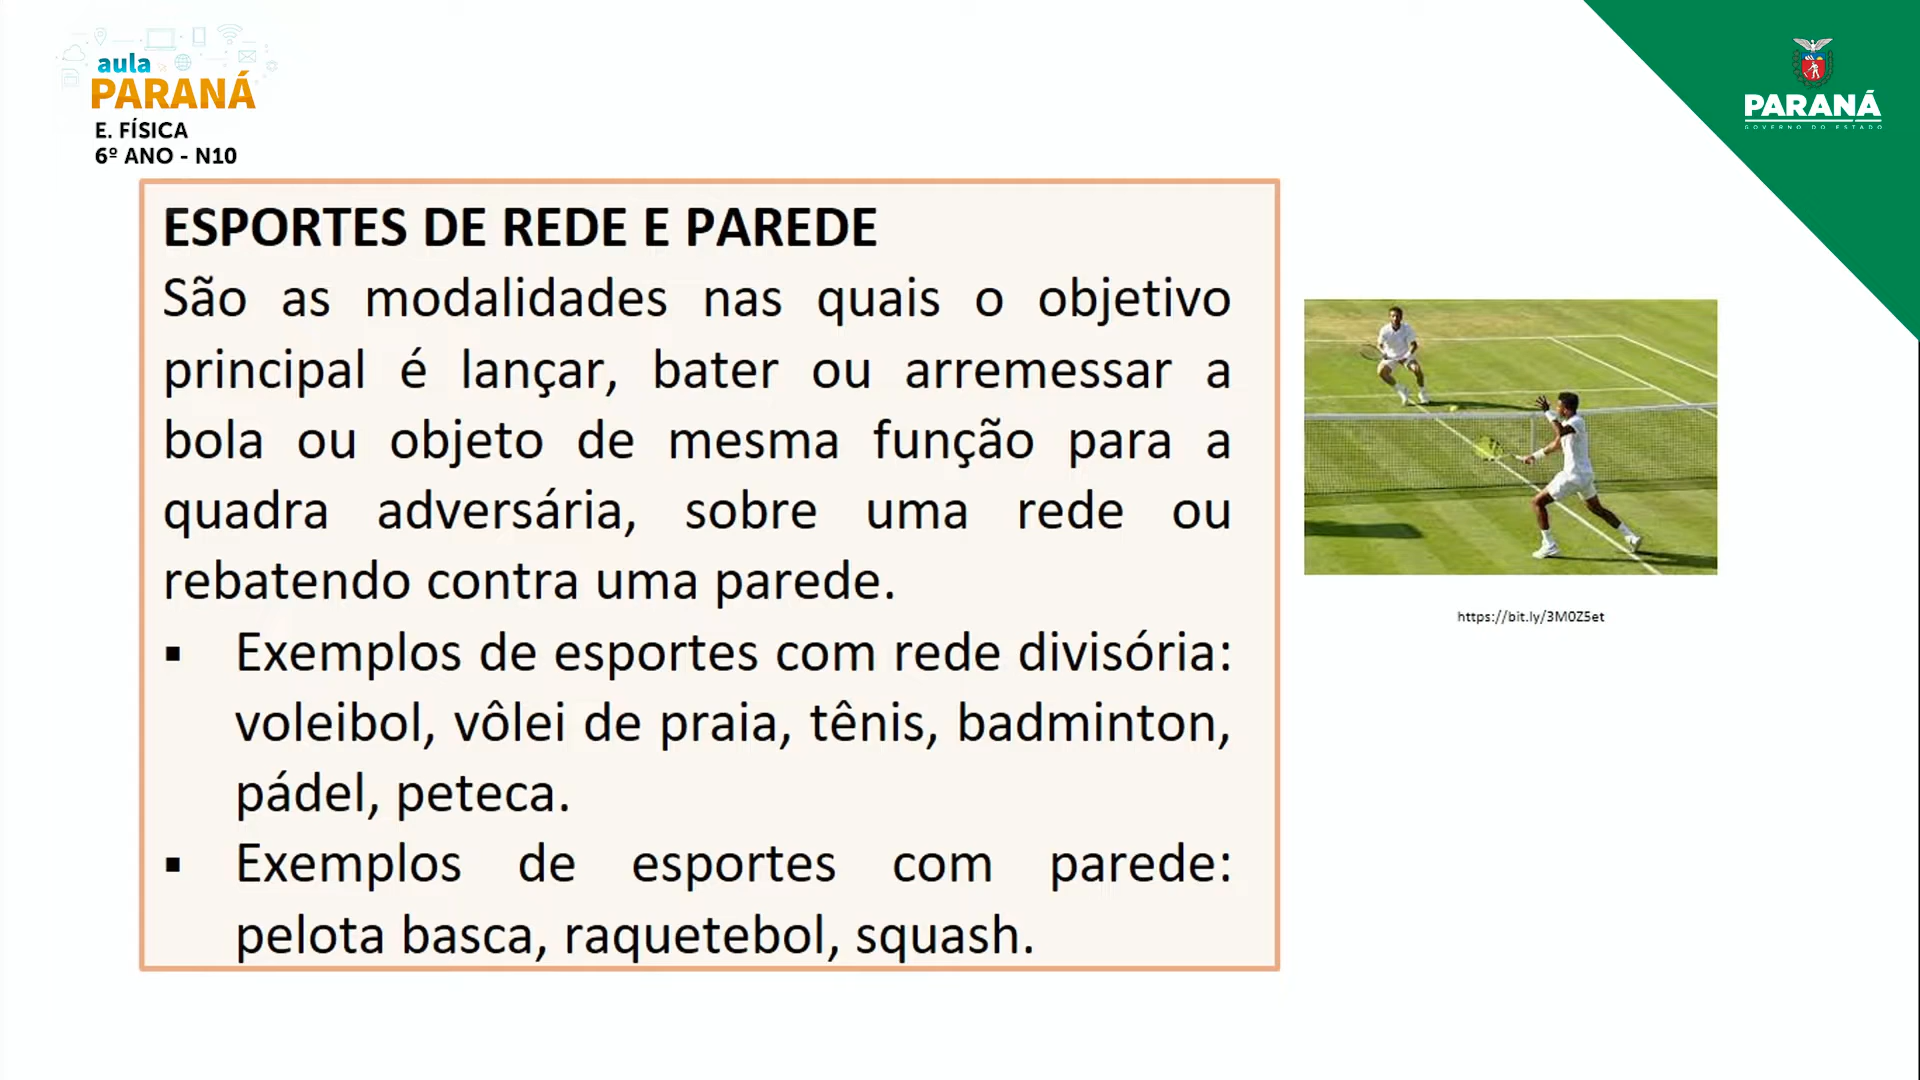 aula
PARANÁ
E. FÍSICA
6º ANO - N10
PARANÁ
GOVERNO DO ESTADO
ESPORTES DE REDE E PAREDE
São as modalidades nas quais o objetivo
principal é lançar, bater ou arremessar a
bola ou objeto de mesma função para a
quadra adversária, sobre uma rede ou
rebatendo contra uma parede.
▪ Exemplos de esportes com rede divisória:
voleibol, vôlei de praia, tênis, badminton,
pádel, peteca.
▪ Exemplos de esportes com parede:
pelota basca, raquetebol, squash.
https://bit.ly/3M0Z5et